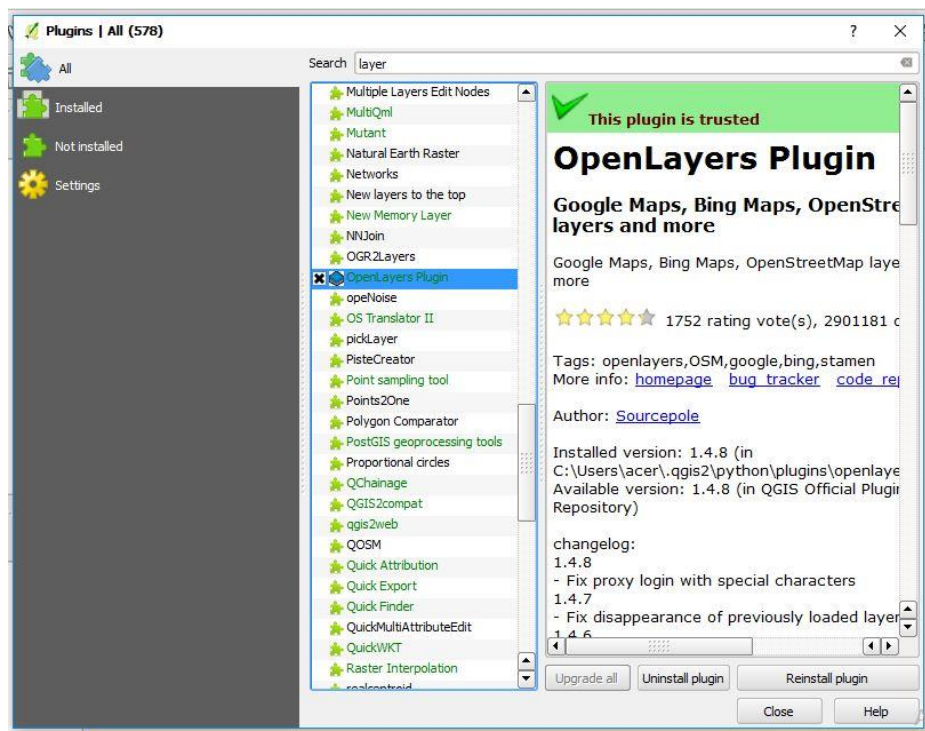 Plugins | All (578)
?
Search layer
All
Installed
Not installed
Settings
Multiple Layers Edit Nodes
MultiQml
Mutant
Natural Earth Raster
Networks
New layers to the top
New Memory Layer
NNJoin
OGR2Layers
OpenLayers Plugin
opeNoise
OS Translator II
pickLayer
PisteCreator
Point sampling tool
Points2One
Polygon Comparator
PostGIS geoprocessing tools
Proportional circles
QChainage
QGIS2compat
qgis2web
QOSM
Quick Attribution
Quick Export
Quick Finder
QuickMultiAttributeEdit
QuickWKT
Raster Interpolation
realcentroid
This plugin is trusted
OpenLayers Plugin
Google Maps, Bing Maps, OpenStre
layers and more
Google Maps, Bing Maps, OpenStreetMap laye
more
1752 rating vote(s), 2901181
Tags: openlayers,OSM,google,bing,stamen
More info: homepage bug tracker code re
Author: Sourcepole
Installed version: 1.4.8 (in
C:\Users\acer\.qgis2\python\plugins\openlaye
Available version: 1.4.8 (in QGIS Official Plugin
Repository)
changelog:
1.4.8
- Fix proxy login with special characters
1.4.7
- Fix disappearance of previously loaded layer
1.4.6
Upgrade all
Uninstall plugin
Reinstall plugin
Close
Help